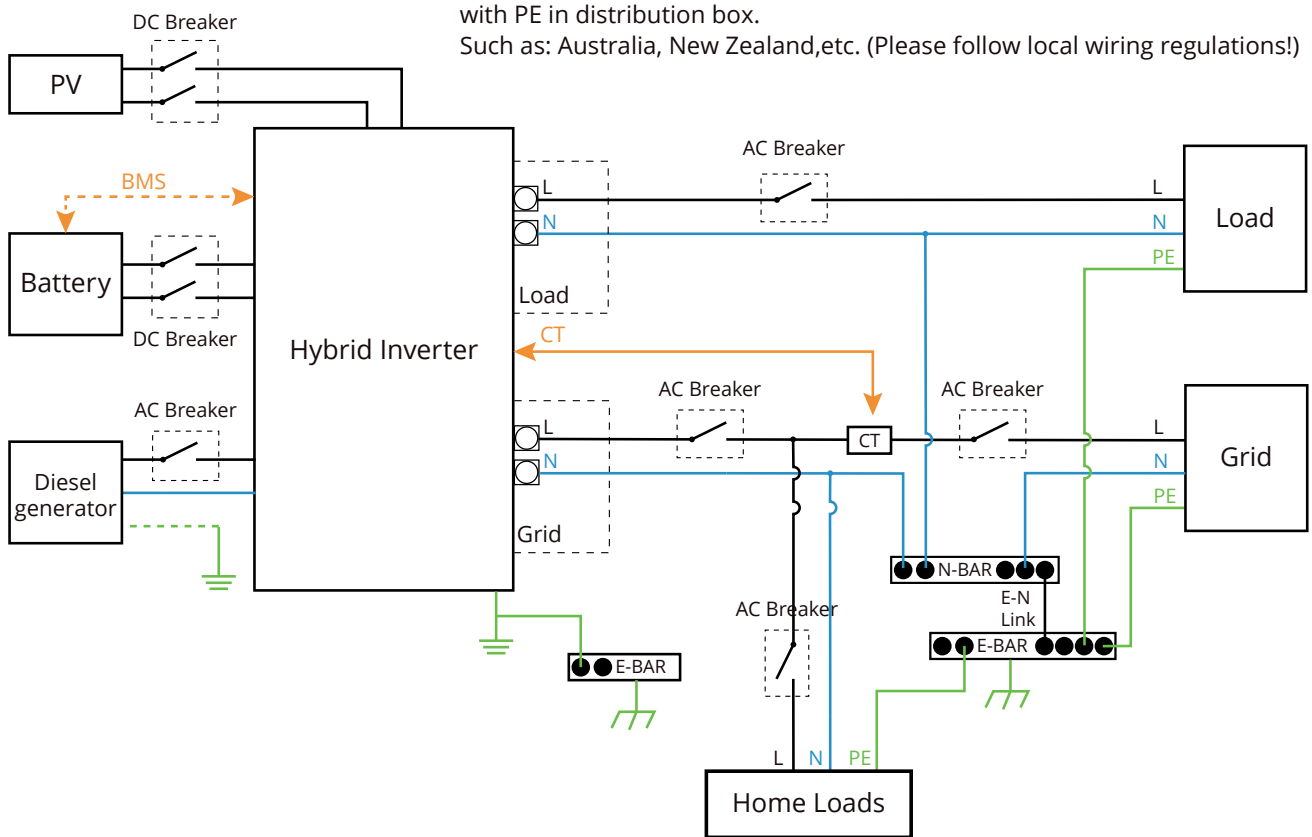 with PE in distribution box.
Such as: Australia, New Zealand,etc. (Please follow local wiring regulations!)
DC Breaker
PV
BMS
Battery
DC Breaker
AC Breaker
Diesel
generator
Hybrid Inverter
L
N
Load
AC Breaker
L
N
PE
Load
CT
L
N
Grid
AC Breaker
CT
AC Breaker
L
N
PE
Grid
N-BAR
E-N
Link
E-BAR
AC Breaker
E-BAR
L
N
PE
Home Loads